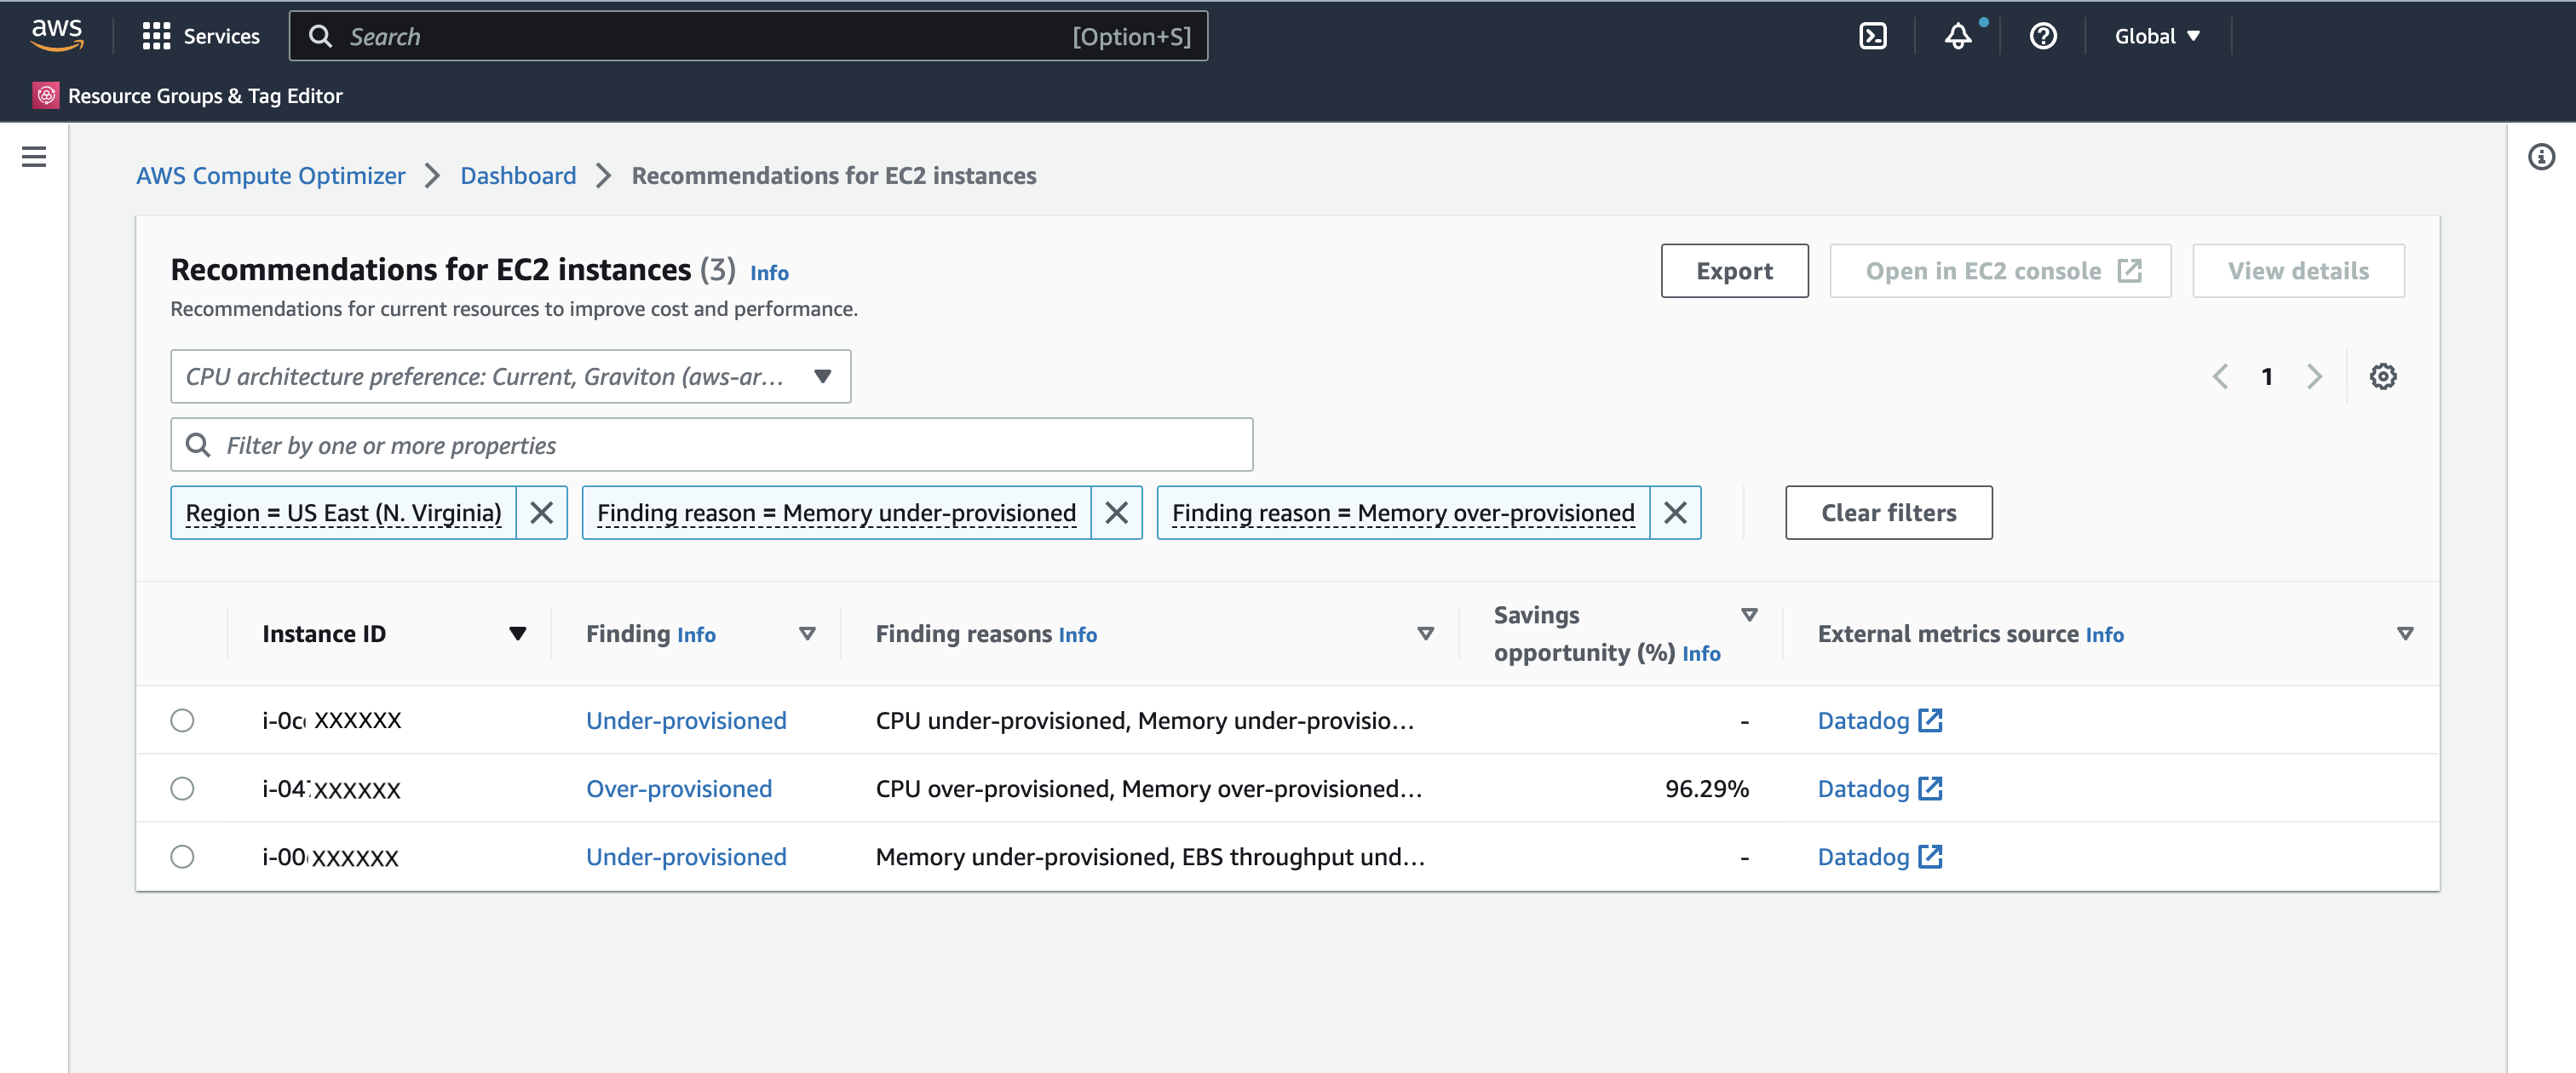 aws
Services
Search
[Option+S]
Global
Resource Groups & Tag Editor
AWS Compute Optimizer
Dashboard
Recommendations for EC2 instances
Recommendations for EC2 instances (3) Info
Recommendations for current resources to improve cost and performance.
Export
Open in EC2 console
View details
CPU architecture preference: Current, Graviton (aws-ar...
1
Filter by one or more properties
Region = US East (N. Virginia)
Finding reason = Memory under-provisioned
Finding reason = Memory over-provisioned
Clear filters
Instance ID
Finding Info
Finding reasons Info
Savings
opportunity (%) Info
External metrics source Info
i-0c XXXXXX
Under-provisioned
CPU under-provisioned, Memory under-provisio...
-
Datadog
i-04 XXXXXX
Over-provisioned
CPU over-provisioned, Memory over-provisioned...
96.29%
Datadog
i-00 XXXXXX
Under-provisioned
Memory under-provisioned, EBS throughput und...
-
Datadog